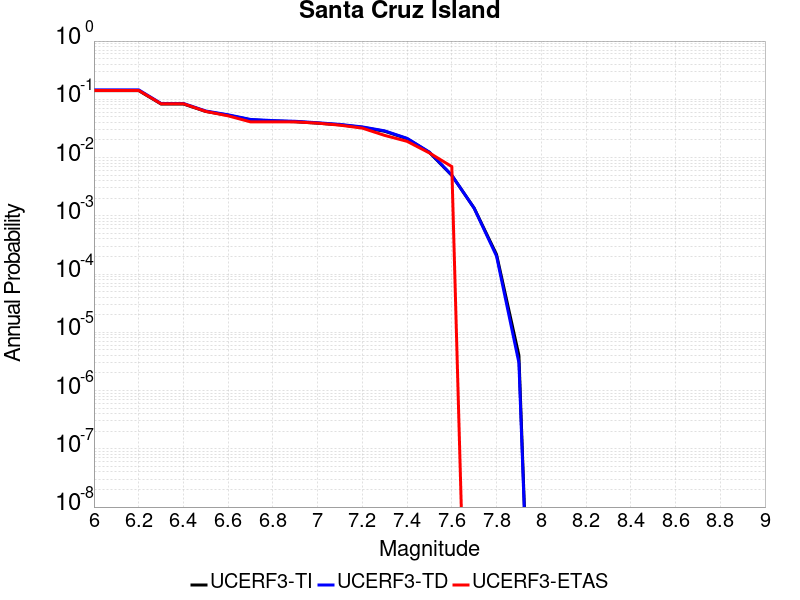 Santa Cruz Island
10^0
10^-1
10^-2
10^-3
10^-4
10^-5
10^-6
10^-7
10^-8
Annual Probability
6 6.2 6.4 6.6 6.8 7 7.2 7.4 7.6 7.8 8 8.2 8.4 8.6 8.8 9
Magnitude
UCERF3-TI UCERF3-TD UCERF3-ETAS